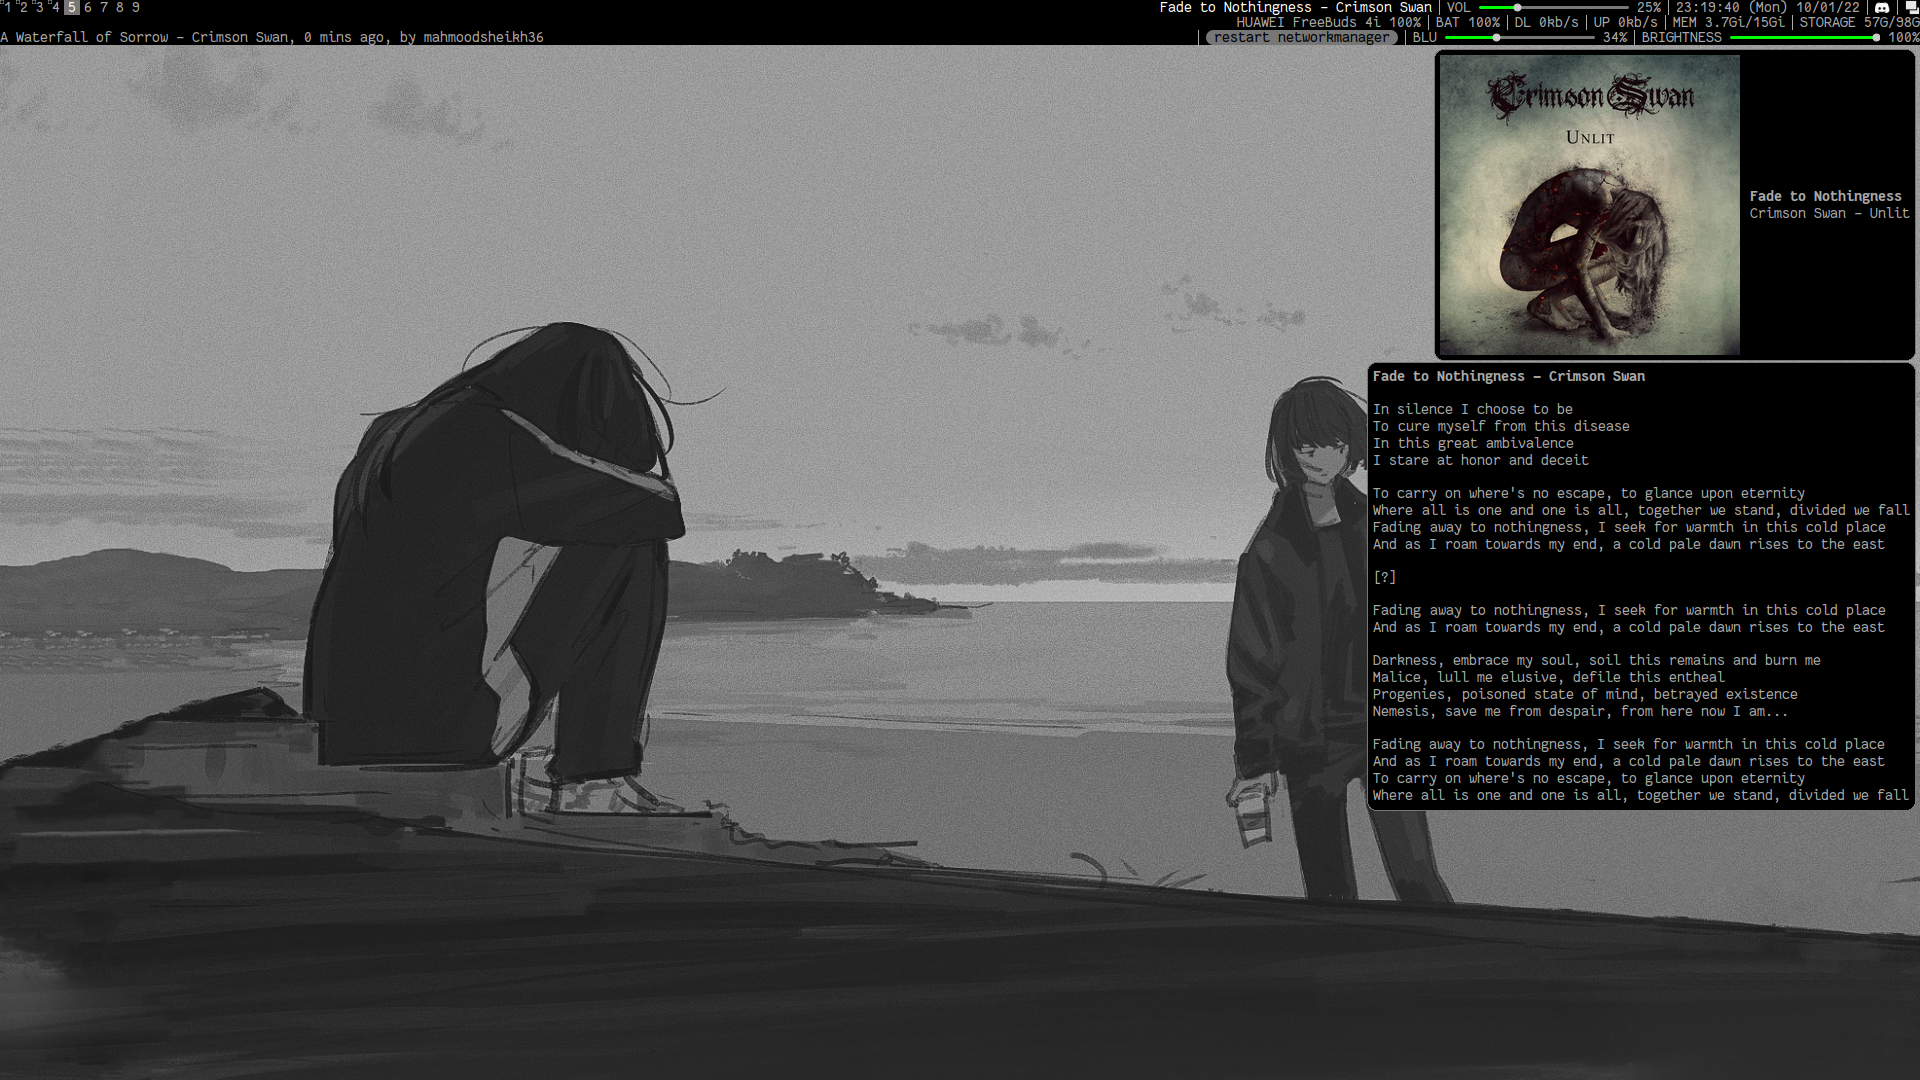 1 2 3 4 5 6 7 8 9
Fade to Nothingness – Crimson Swan | VOL 25% | 23:19:40 (Mon) 10/01/22 |
HUAWEI FreeBuds 4i 100% | BAT 100% | DL 0kb/s | UP 0kb/s | MEM 3.7Gi/15Gi | STORAGE 57G/98G
A Waterfall of Sorrow – Crimson Swan, 0 mins ago, by mahmoodsheikh36
| restart networkmanager | BLU 34% | BRIGHTNESS 100%
Crimson Swan
UNLIT
Fade to Nothingness
Crimson Swan – Unlit
Fade to Nothingness – Crimson Swan
In silence I choose to be
To cure myself from this disease
In this great ambivalence
I stare at honor and deceit
To carry on where's no escape, to glance upon eternity
Where all is one and one is all, together we stand, divided we fall
Fading away to nothingness, I seek for warmth in this cold place
And as I roam towards my end, a cold pale dawn rises to the east
[?]
Fading away to nothingness, I seek for warmth in this cold place
And as I roam towards my end, a cold pale dawn rises to the east
Darkness, embrace my soul, soil this remains and burn me
Malice, lull me elusive, defile this entheal
Progenies, poisoned state of mind, betrayed existence
Nemesis, save me from despair, from here now I am...
Fading away to nothingness, I seek for warmth in this cold place
And as I roam towards my end, a cold pale dawn rises to the east
To carry on where's no escape, to glance upon eternity
Where all is one and one is all, together we stand, divided we fall